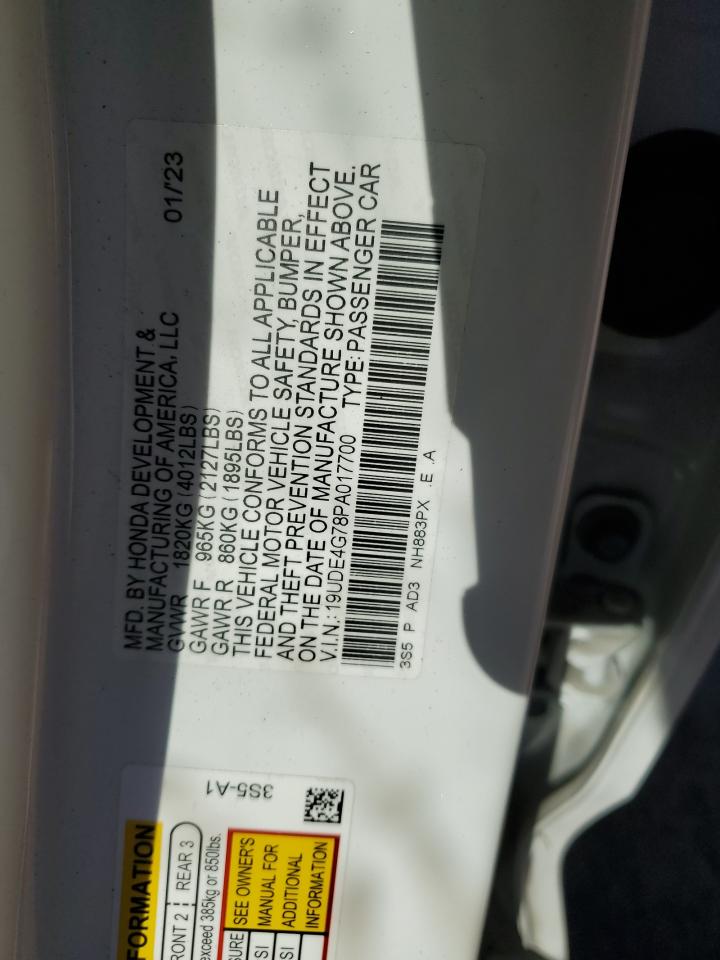 MFD. BY HONDA DEVELOPMENT &
MANUFACTURING OF AMERICA, LLC 01/'23
GVWR 1820KG (4012LBS)
GAWR F 965KG (2127LBS)
GAWR R 860KG (1895LBS)
THIS VEHICLE CONFORMS TO ALL APPLICABLE
FEDERAL MOTOR VEHICLE SAFETY, BUMPER,
AND THEFT PREVENTION STANDARDS IN EFFECT
ON THE DATE OF MANUFACTURE SHOWN ABOVE.
V.I.N.: 19UDE4G78PA017700 TYPE: PASSENGER CAR
3S5 P AD3 NH883PX .E .A
3S5-A1
FORMATION
RONT 2 REAR 3
exceed 385kg or 850lbs.
SURE SEE OWNER'S
SI MANUAL FOR
SI ADDITIONAL
INFORMATION